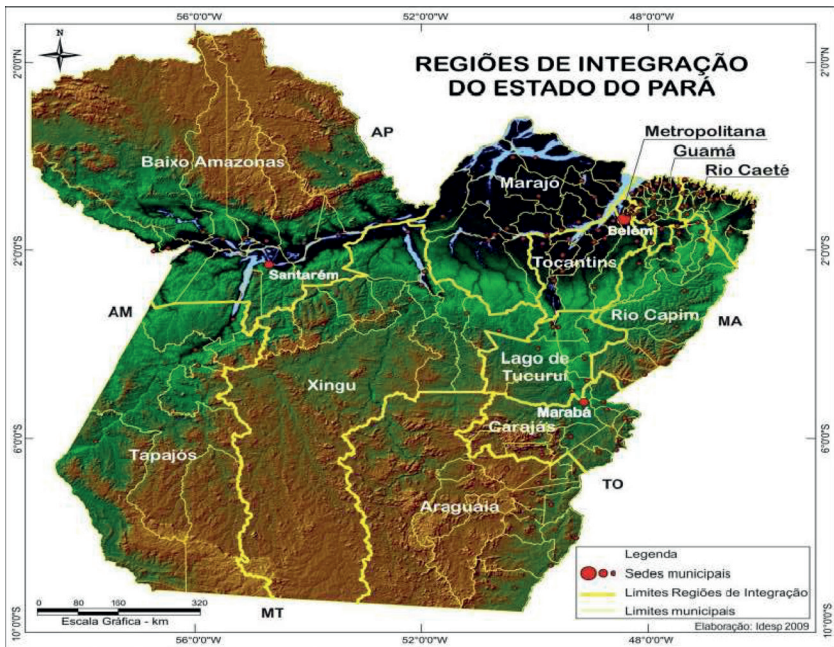 56°0'0"W 52°0'0"W 48°0'0"W
2°0'0"N 2°0'0"N
N
REGIÕES DE INTEGRAÇÃO
DO ESTADO DO PARÁ
AP
Metropolitana
Guamá
Rio Caeté
Baixo Amazonas
Marajó
Belém
2°0'0"S 2°0'0"S
Santarém
Tocantins
AM
Rio Capim
MA
Lago de
Tucuruí
Xingu
Marabá
Carajás
6°0'0"S 6°0'0"S
Tapajós
TO
Araguaia
Legenda
Sedes municipais
Limites Regiões de Integração
Limites municipais
0 80 160 320
Escala Gráfica - km
MT
Elaboração: Idesp 2009
10°0'0"S 10°0'0"S
56°0'0"W 52°0'0"W 48°0'0"W